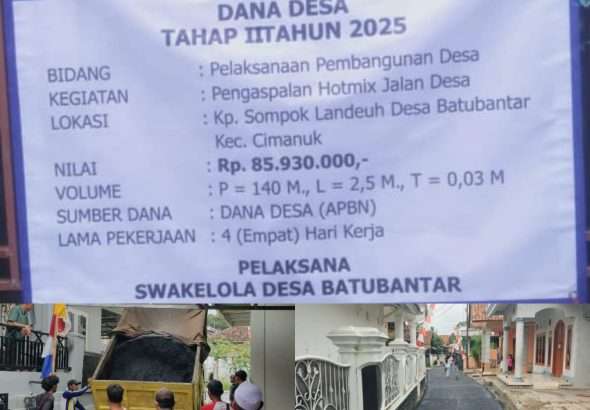 DANA DESA
TAHAP IITAHUN 2025
BIDANG : Pelaksanaan Pembangunan Desa
KEGIATAN : Pengaspalan Hotmix Jalan Desa
LOKASI : Kp. Sompok Landeuh Desa Batubantar
Kec. Cimanuk
NILAI : Rp. 85.930.000,-
VOLUME : P = 140 M., L = 2,5 M., T = 0,03 M
SUMBER DANA : DANA DESA (APBN)
LAMA PEKERJAAN : 4 (Empat) Hari Kerja
PELAKSANA
SWAKELOLA DESA BATUBANTAR